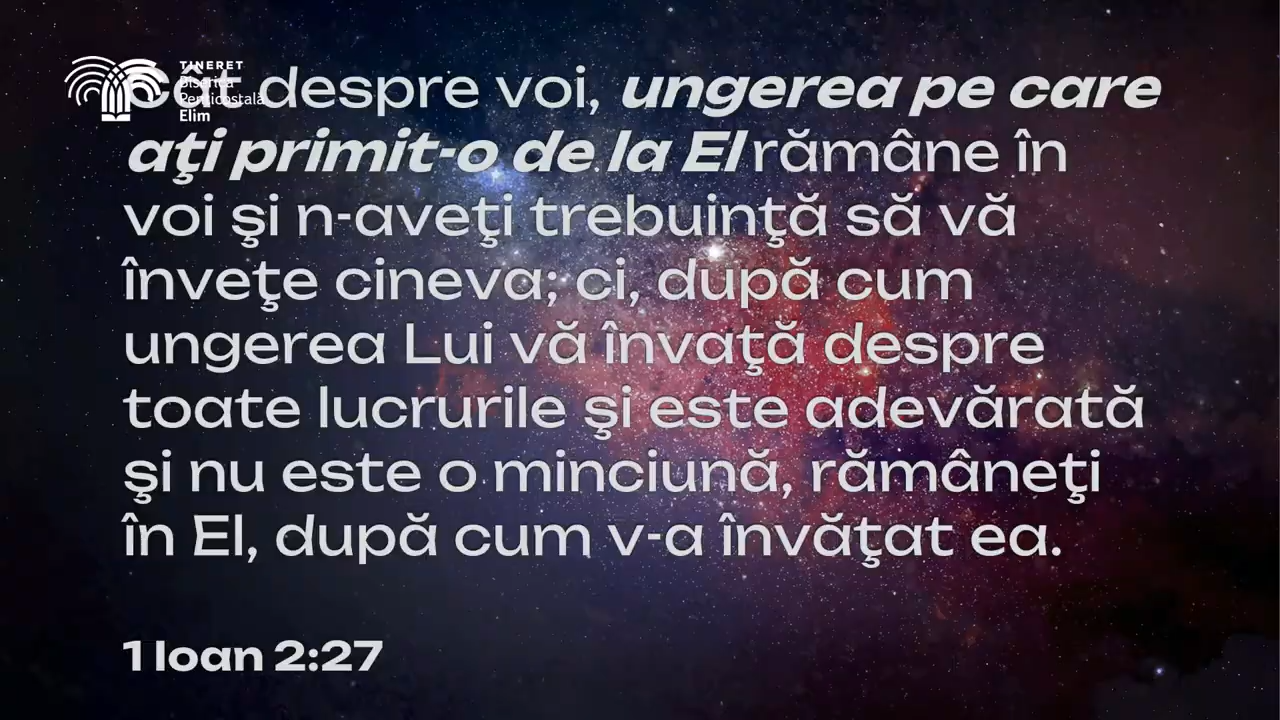 TINERET
Biserica
Penticostală
Elim
Cât despre voi, ungerea pe care
aţi primit-o de la El rămâne în
voi şi n-aveţi trebuinţă să vă
înveţe cineva; ci, după cum
ungerea Lui vă învaţă despre
toate lucrurile şi este adevărată
şi nu este o minciună, rămâneţi
în El, după cum v-a învăţat ea.
1 Ioan 2:27